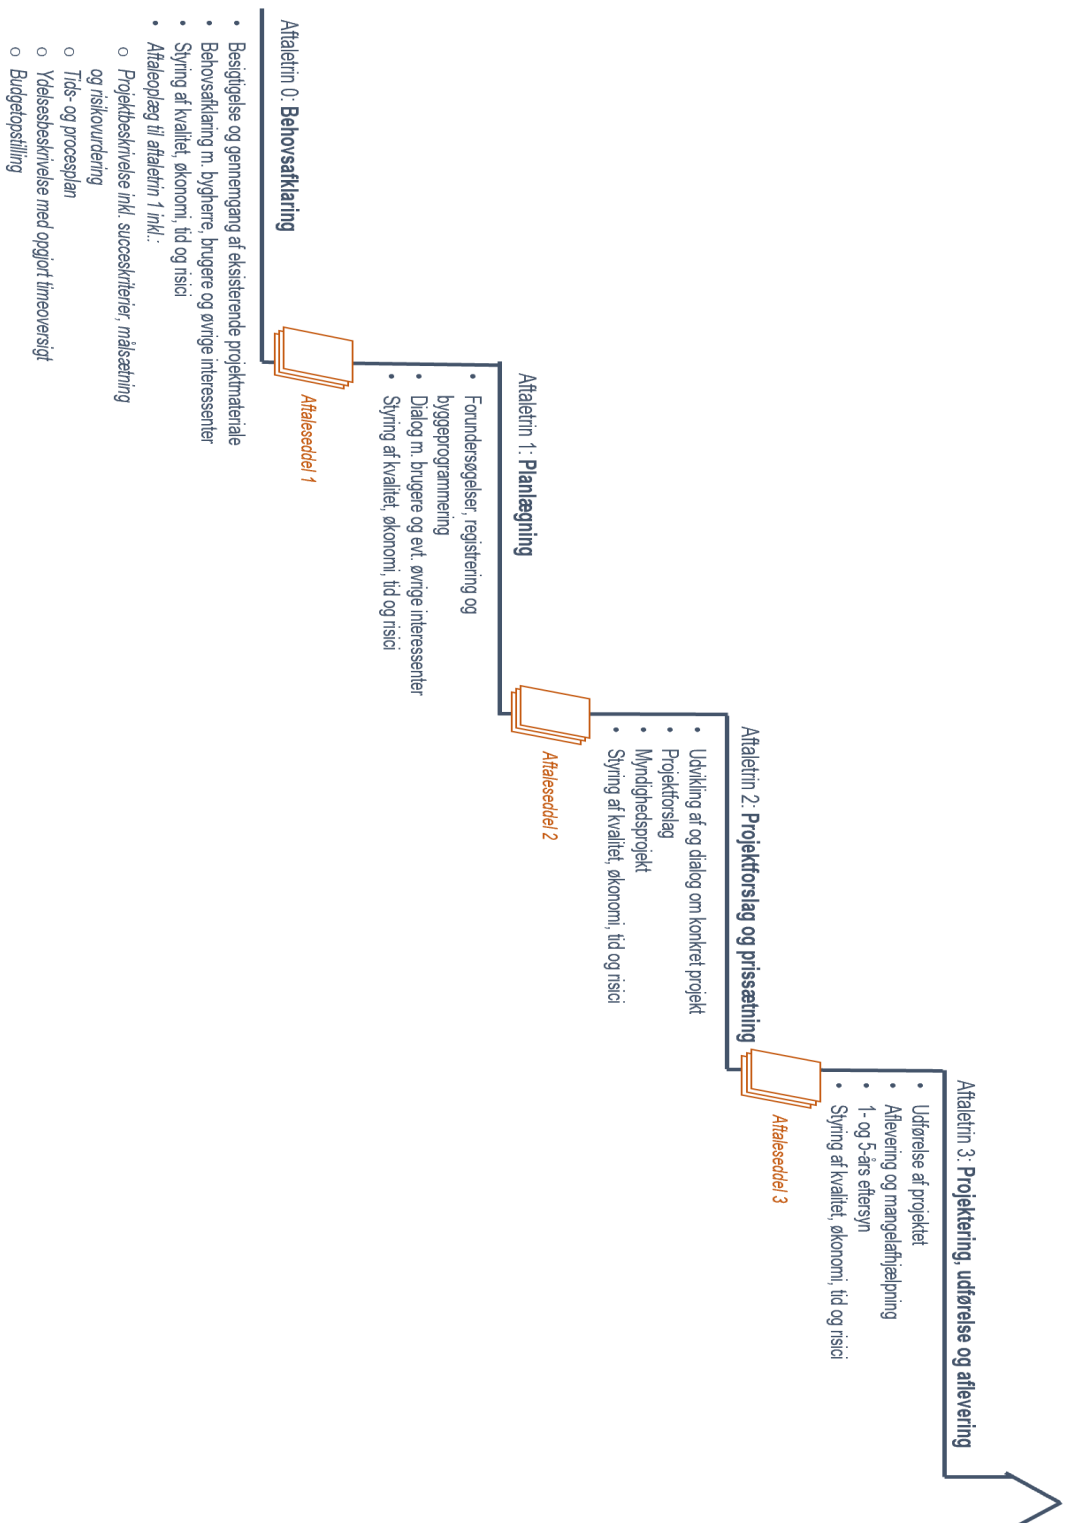 Aftaletrin 0: Behovsafklaring
• Besigtigelse og gennemgang af eksisterende projektmateriale
• Behovsafklaring m. bygherre, brugere og øvrige interessenter
• Styring af kvalitet, økonomi, tid og risici
• Aftaleoplæg til aftaletrin 1 inkl.:
o Projektbeskrivelse inkl. succeskriterier, målsætning
og risikovurdering
o Tids- og procesplan
o Ydelsesbeskrivelse med opgjort timeoversigt
o Budgetopstilling
Aftaleseddel 1
Aftaletrin 1: Planlægning
• Forundersøgelser, registrering og
byggeprogrammering
• Dialog m. brugere og evt. øvrige interessenter
• Styring af kvalitet, økonomi, tid og risici
Aftaleseddel 2
Aftaletrin 2: Projektforslag og prissætning
• Udvikling af og dialog om konkret projekt
• Projektforslag
• Myndighedsprojekt
• Styring af kvalitet, økonomi, tid og risici
Aftaleseddel 3
Aftaletrin 3: Projektering, udførelse og aflevering
• Udførelse af projektet
• Aflevering og mangelafhjælpning
• 1- og 5-års eftersyn
• Styring af kvalitet, økonomi, tid og risici